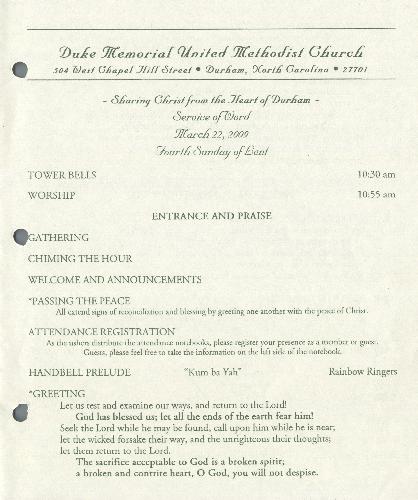 Duke Memorial United Methodist Church
504 West Chapel Hill Street • Durham, North Carolina • 27701
- Sharing Christ from the Heart of Durham -
Service of Word
March 22, 2009
Fourth Sunday of Lent
TOWER BELLS 10:30 am
WORSHIP 10:55 am
ENTRANCE AND PRAISE
GATHERING
CHIMING THE HOUR
WELCOME AND ANNOUNCEMENTS
*PASSING THE PEACE
All extend signs of reconciliation and blessing by greeting one another with the peace of Christ.
ATTENDANCE REGISTRATION
As the ushers distribute the attendance notebooks, please register your presence as a member or guest.
Guests, please feel free to take the information on the left side of the notebook.
HANDBELL PRELUDE "Kum ba Yah" Rainbow Ringers
*GREETING
Let us test and examine our ways, and return to the Lord!
God has blessed us; let all the ends of the earth fear him!
Seek the Lord while he may be found, call upon him while he is near;
let the wicked forsake their way, and the unrighteous their thoughts;
let them return to the Lord.
The sacrifice acceptable to God is a broken spirit;
a broken and contrite heart, O God, you will not despise.